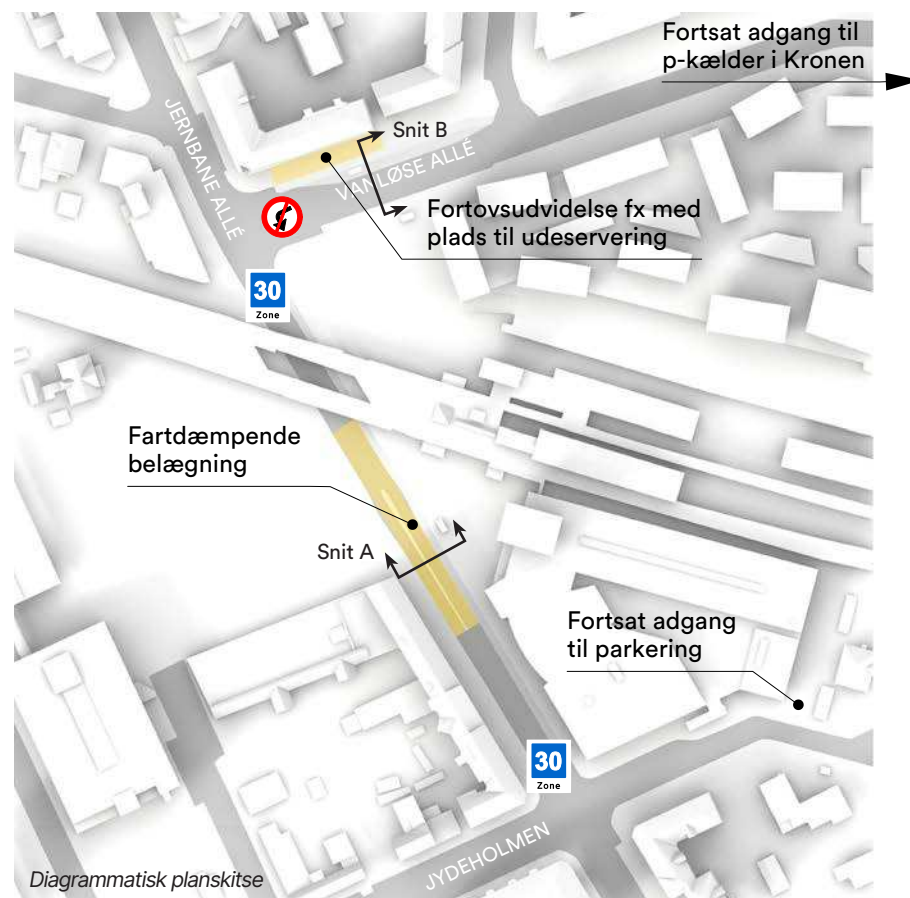 Fortsat adgang til
p-kælder i Kronen
JERNBANE ALLÉ
Snit B
VANLØSE ALLÉ
Fortovsudvidelse fx med
plads til udeservering
30
Zone
Fartdæmpende
belægning
Snit A
Fortsat adgang
til parkering
30
Zone
JYDEHOLMEN
Diagrammatisk planskitse